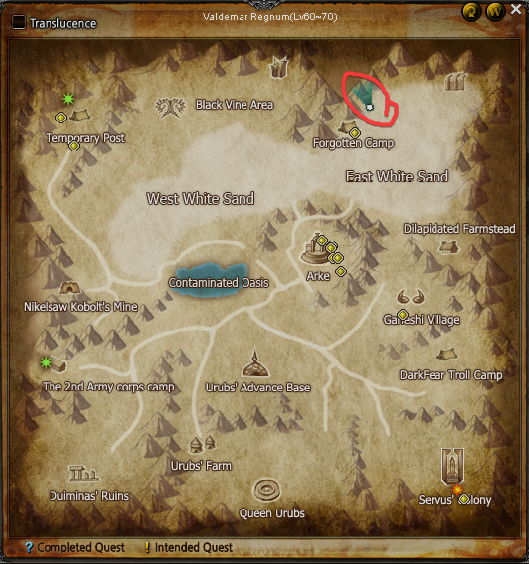 Valdemar Regnum(Lv60~70)
Translucence
Black Vine Area
Temporary Post
Forgotten Camp
East White Sand
West White Sand
Dilapidated Farmstead
Contaminated Oasis
Arke
Nikelsaw Kobolt's Mine
Ganeshi Village
DarkFear Troll Camp
The 2nd Army corps camp
Urubs' Advance Base
Urubs' Farm
Duiminas' Ruins
Queen Urubs
Servus' Colony
? Completed Quest ! Intended Quest